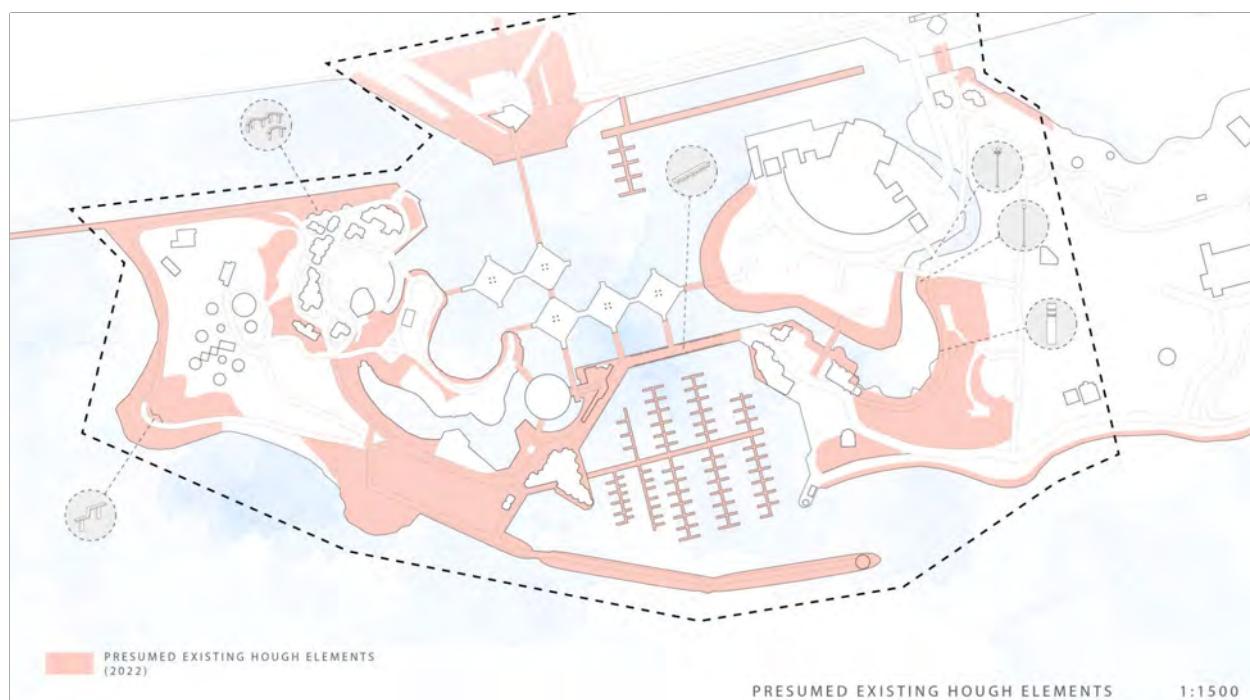 PRESUMED EXISTING HOUGH ELEMENTS
(2022)
PRESUMED EXISTING HOUGH ELEMENTS 1:1500